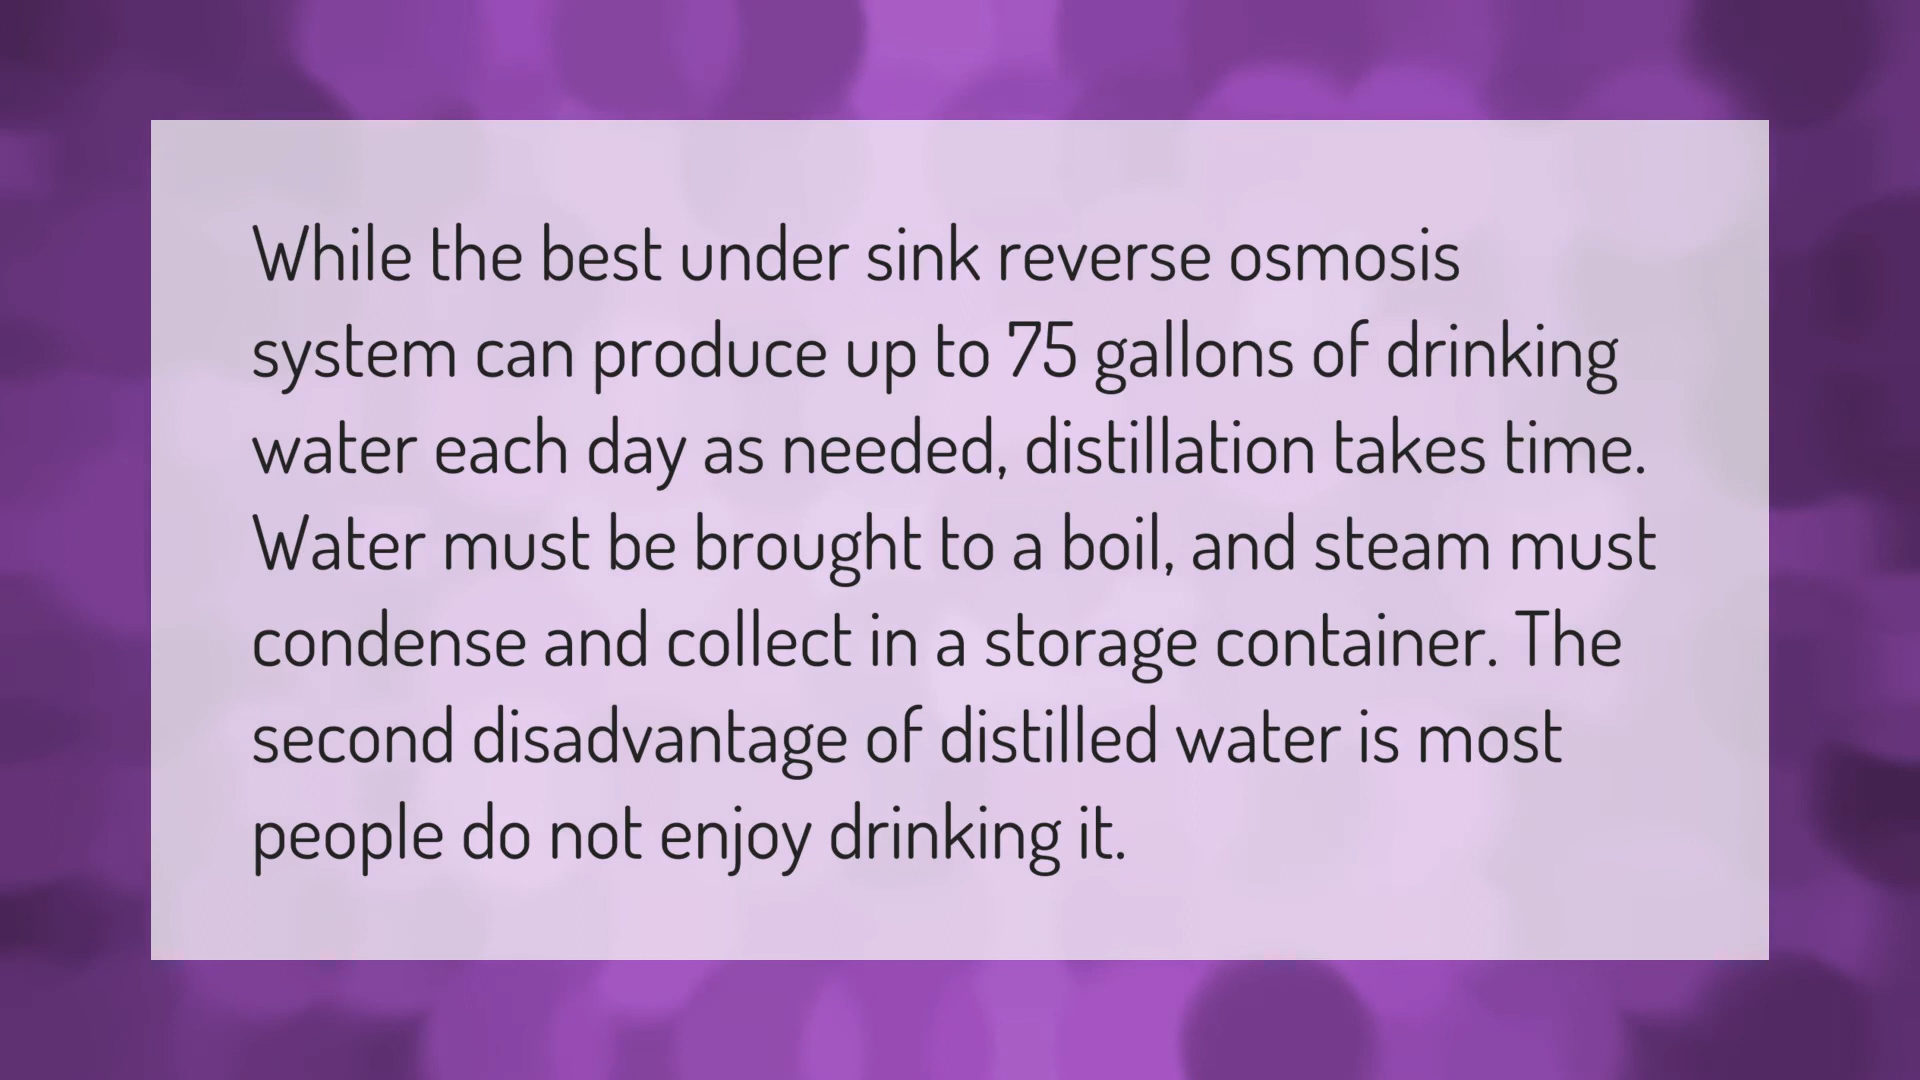 While the best under sink reverse osmosis
system can produce up to 75 gallons of drinking
water each day as needed, distillation takes time.
Water must be brought to a boil, and steam must
condense and collect in a storage container. The
second disadvantage of distilled water is most
people do not enjoy drinking it.